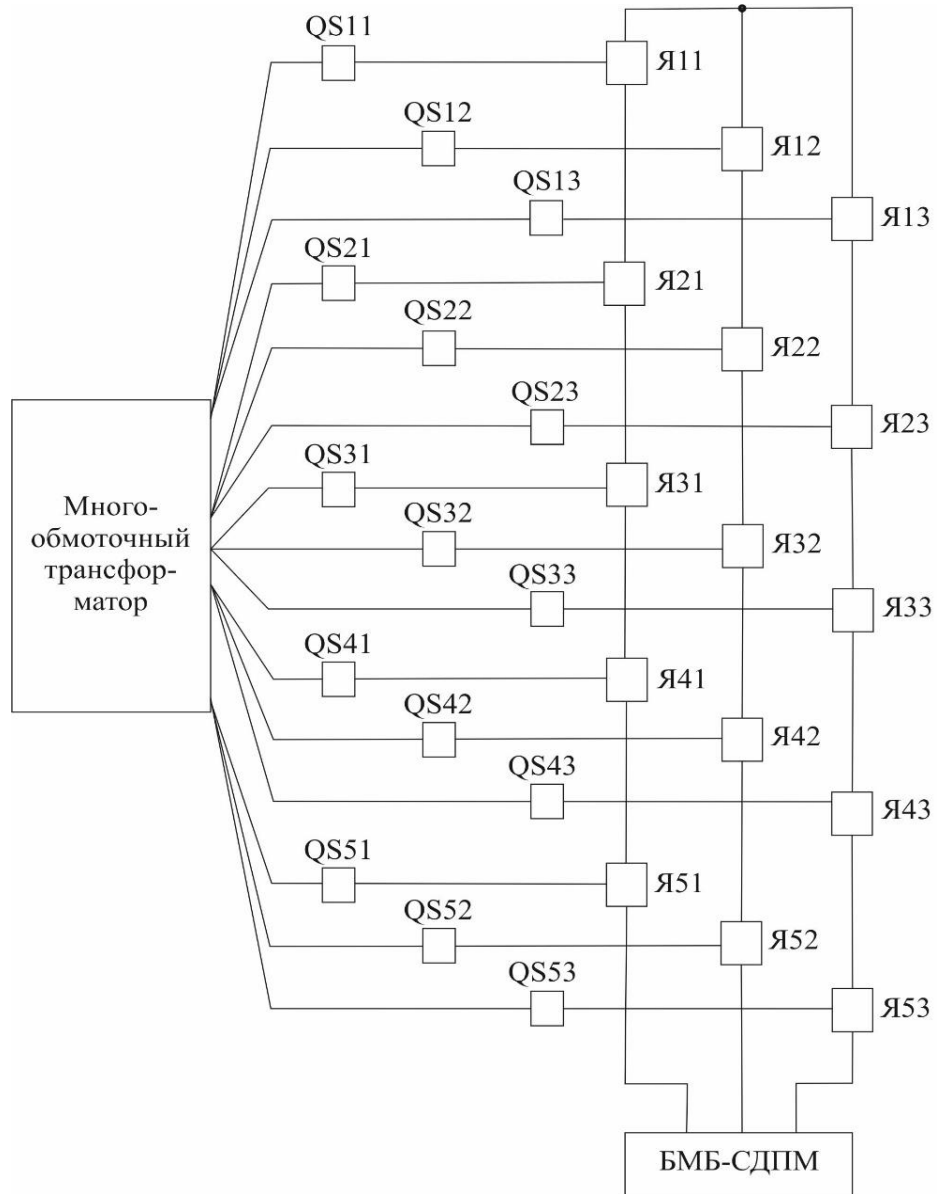 QS11
Я11
QS12
Я12
QS13
Я13
QS21
Я21
QS22
Я22
QS23
Я23
QS31
Я31
Много-
обмоточный
трансфор-
матор
QS32
Я32
QS33
Я33
QS41
Я41
QS42
Я42
QS43
Я43
QS51
Я51
QS52
Я52
QS53
Я53
БМБ-СДПМ